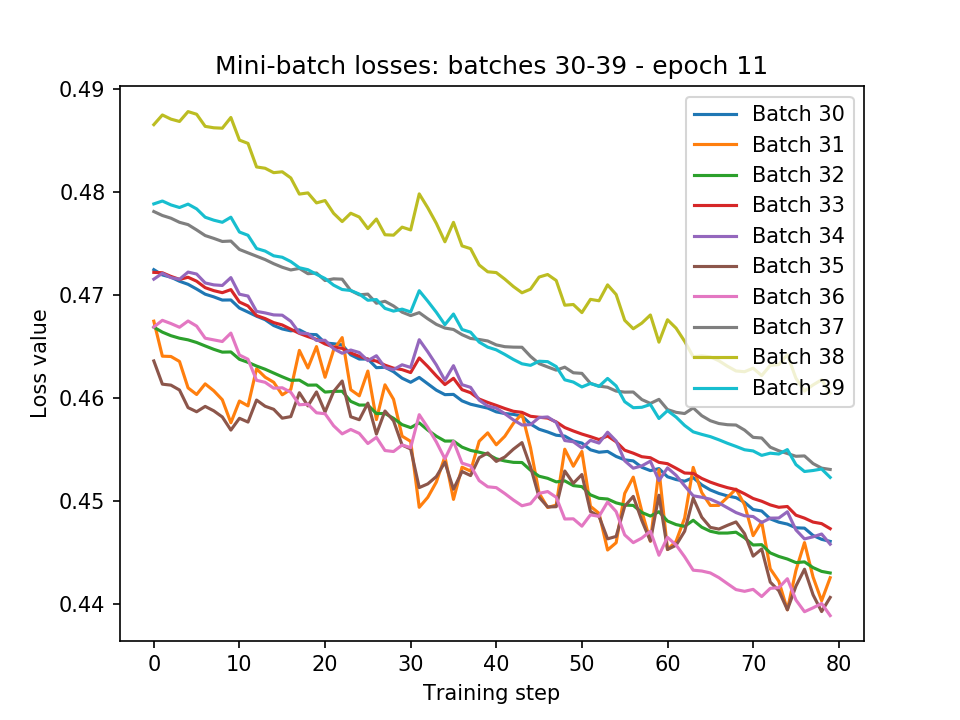 Mini-batch losses: batches 30-39 - epoch 11
0.49
0.48
0.47
0.46
0.45
0.44
Loss value
Batch 30
Batch 31
Batch 32
Batch 33
Batch 34
Batch 35
Batch 36
Batch 37
Batch 38
Batch 39
0 10 20 30 40 50 60 70 80
Training step